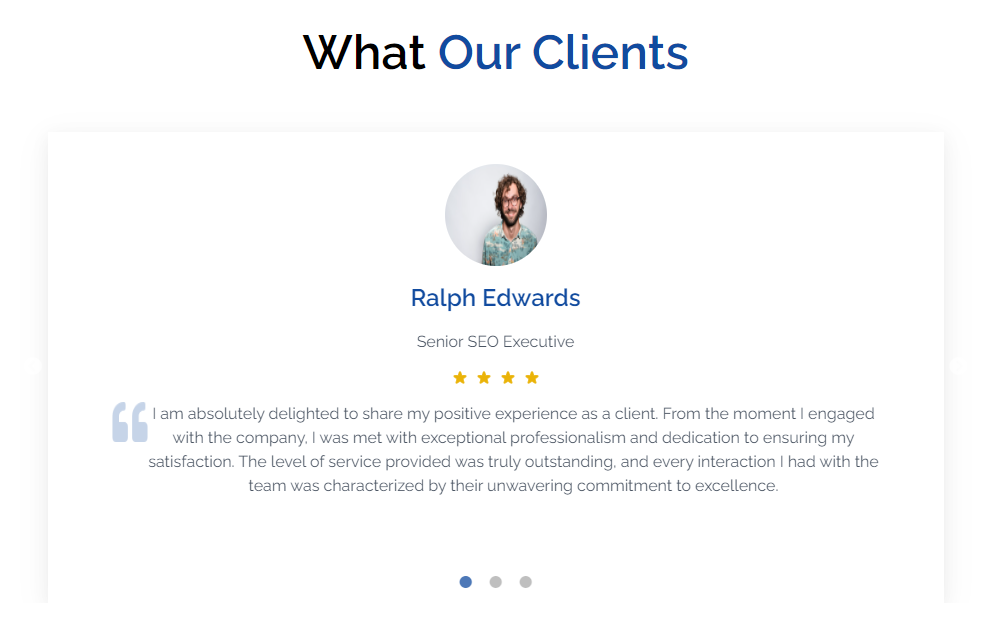 What Our Clients
Ralph Edwards
Senior SEO Executive
I am absolutely delighted to share my positive experience as a client. From the moment I engaged
with the company, I was met with exceptional professionalism and dedication to ensuring my
satisfaction. The level of service provided was truly outstanding, and every interaction I had with the
team was characterized by their unwavering commitment to excellence.